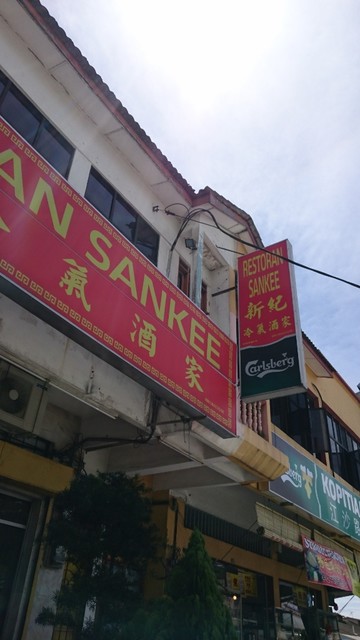 AN SANKEE
氣酒家
RESTORAN
SANKEE
新紀
冷氣酒家
Carlsberg
KOPITIA